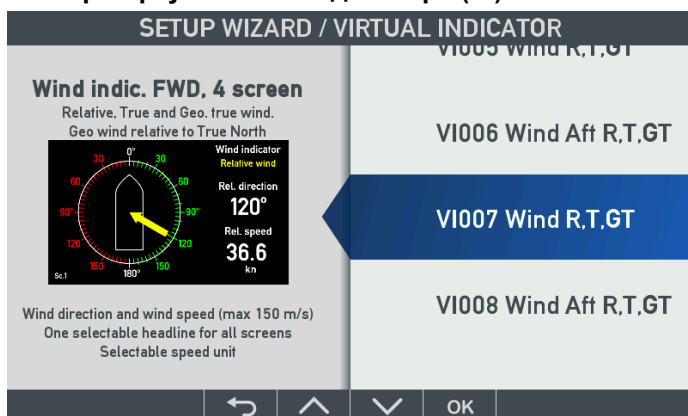 SETUP WIZARD / VIRTUAL INDICATOR
Wind indic. FWD, 4 screen
Relative, True and Geo. true wind.
Geo wind relative to True North
Wind indicator
Relative wind
Rel. direction
120°
Rel. speed
36.6
kn
0°
30
30
60
60
90°
90°
120
120
150
150
180°
Sc.1
Wind direction and wind speed (max 150 m/s)
One selectable headline for all screens
Selectable speed unit
VI005 Wind R,T,GT
VI006 Wind Aft R,T,GT
VI007 Wind R,T,GT
VI008 Wind Aft R,T,GT
OK